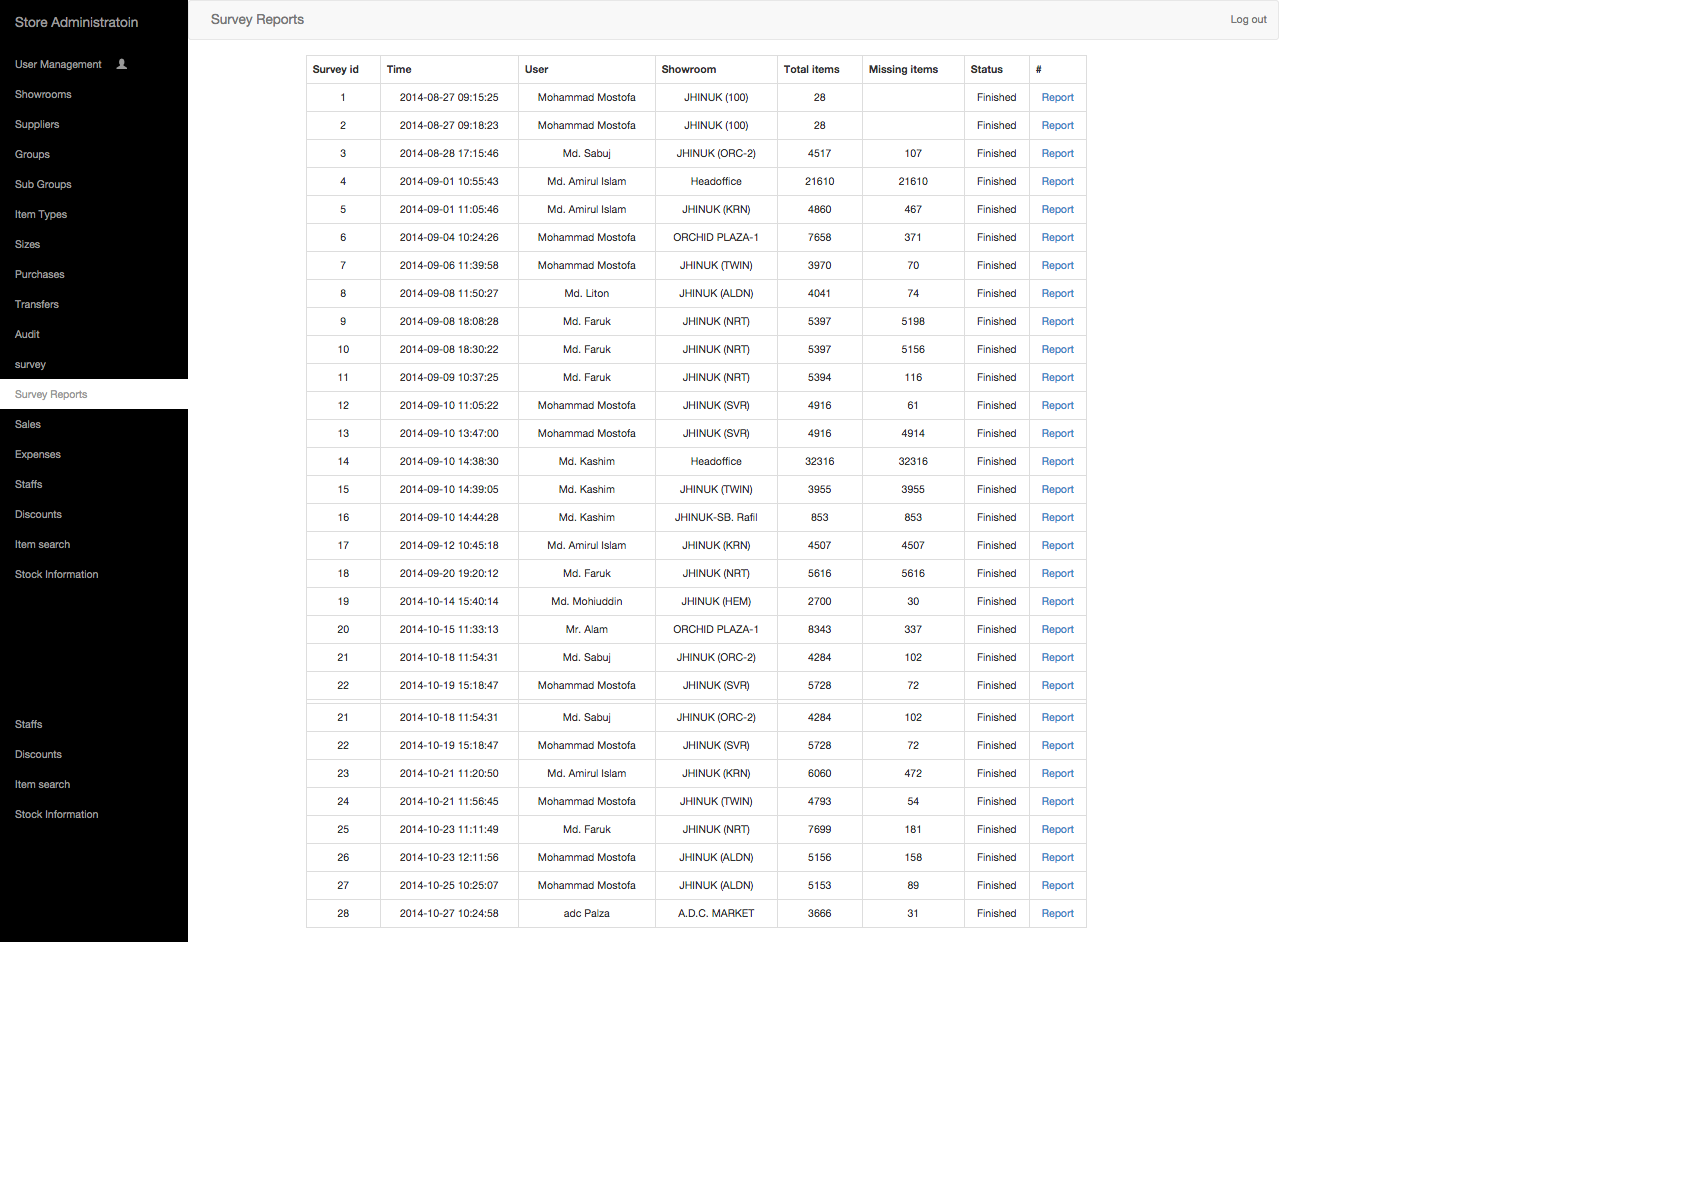 Store Administratoin
User Management
Showrooms
Suppliers
Groups
Sub Groups
Item Types
Sizes
Purchases
Transfers
Audit
survey
Survey Reports
Sales
Expenses
Staffs
Discounts
Item search
Stock Information
Staffs
Discounts
Item search
Stock Information
Survey Reports Log out
Survey id Time User Showroom Total items Missing items Status #
1 2014-08-27 09:15:25 Mohammad Mostofa JHINUK (100) 28 Finished Report
2 2014-08-27 09:18:23 Mohammad Mostofa JHINUK (100) 28 Finished Report
3 2014-08-28 17:15:46 Md. Sabuj JHINUK (ORC-2) 4517 107 Finished Report
4 2014-09-01 10:55:43 Md. Amirul Islam Headoffice 21610 21610 Finished Report
5 2014-09-01 11:05:46 Md. Amirul Islam JHINUK (KRN) 4860 467 Finished Report
6 2014-09-04 10:24:26 Mohammad Mostofa ORCHID PLAZA-1 7658 371 Finished Report
7 2014-09-06 11:39:58 Mohammad Mostofa JHINUK (TWIN) 3970 70 Finished Report
8 2014-09-08 11:50:27 Md. Liton JHINUK (ALDN) 4041 74 Finished Report
9 2014-09-08 18:08:28 Md. Faruk JHINUK (NRT) 5397 5198 Finished Report
10 2014-09-08 18:30:22 Md. Faruk JHINUK (NRT) 5397 5156 Finished Report
11 2014-09-09 10:37:25 Md. Faruk JHINUK (NRT) 5394 116 Finished Report
12 2014-09-10 11:05:22 Mohammad Mostofa JHINUK (SVR) 4916 61 Finished Report
13 2014-09-10 13:47:00 Mohammad Mostofa JHINUK (SVR) 4916 4914 Finished Report
14 2014-09-10 14:38:30 Md. Kashim Headoffice 32316 32316 Finished Report
15 2014-09-10 14:39:05 Md. Kashim JHINUK (TWIN) 3955 3955 Finished Report
16 2014-09-10 14:44:28 Md. Kashim JHINUK-SB. Rafil 853 853 Finished Report
17 2014-09-12 10:45:18 Md. Amirul Islam JHINUK (KRN) 4507 4507 Finished Report
18 2014-09-20 19:20:12 Md. Faruk JHINUK (NRT) 5616 5616 Finished Report
19 2014-10-14 15:40:14 Md. Mohiuddin JHINUK (HEM) 2700 30 Finished Report
20 2014-10-15 11:33:13 Mr. Alam ORCHID PLAZA-1 8343 337 Finished Report
21 2014-10-18 11:54:31 Md. Sabuj JHINUK (ORC-2) 4284 102 Finished Report
22 2014-10-19 15:18:47 Mohammad Mostofa JHINUK (SVR) 5728 72 Finished Report
21 2014-10-18 11:54:31 Md. Sabuj JHINUK (ORC-2) 4284 102 Finished Report
22 2014-10-19 15:18:47 Mohammad Mostofa JHINUK (SVR) 5728 72 Finished Report
23 2014-10-21 11:20:50 Md. Amirul Islam JHINUK (KRN) 6060 472 Finished Report
24 2014-10-21 11:56:45 Mohammad Mostofa JHINUK (TWIN) 4793 54 Finished Report
25 2014-10-23 11:11:49 Md. Faruk JHINUK (NRT) 7699 181 Finished Report
26 2014-10-23 12:11:56 Mohammad Mostofa JHINUK (ALDN) 5156 158 Finished Report
27 2014-10-25 10:25:07 Mohammad Mostofa JHINUK (ALDN) 5153 89 Finished Report
28 2014-10-27 10:24:58 adc Palza A.D.C. MARKET 3666 31 Finished Report